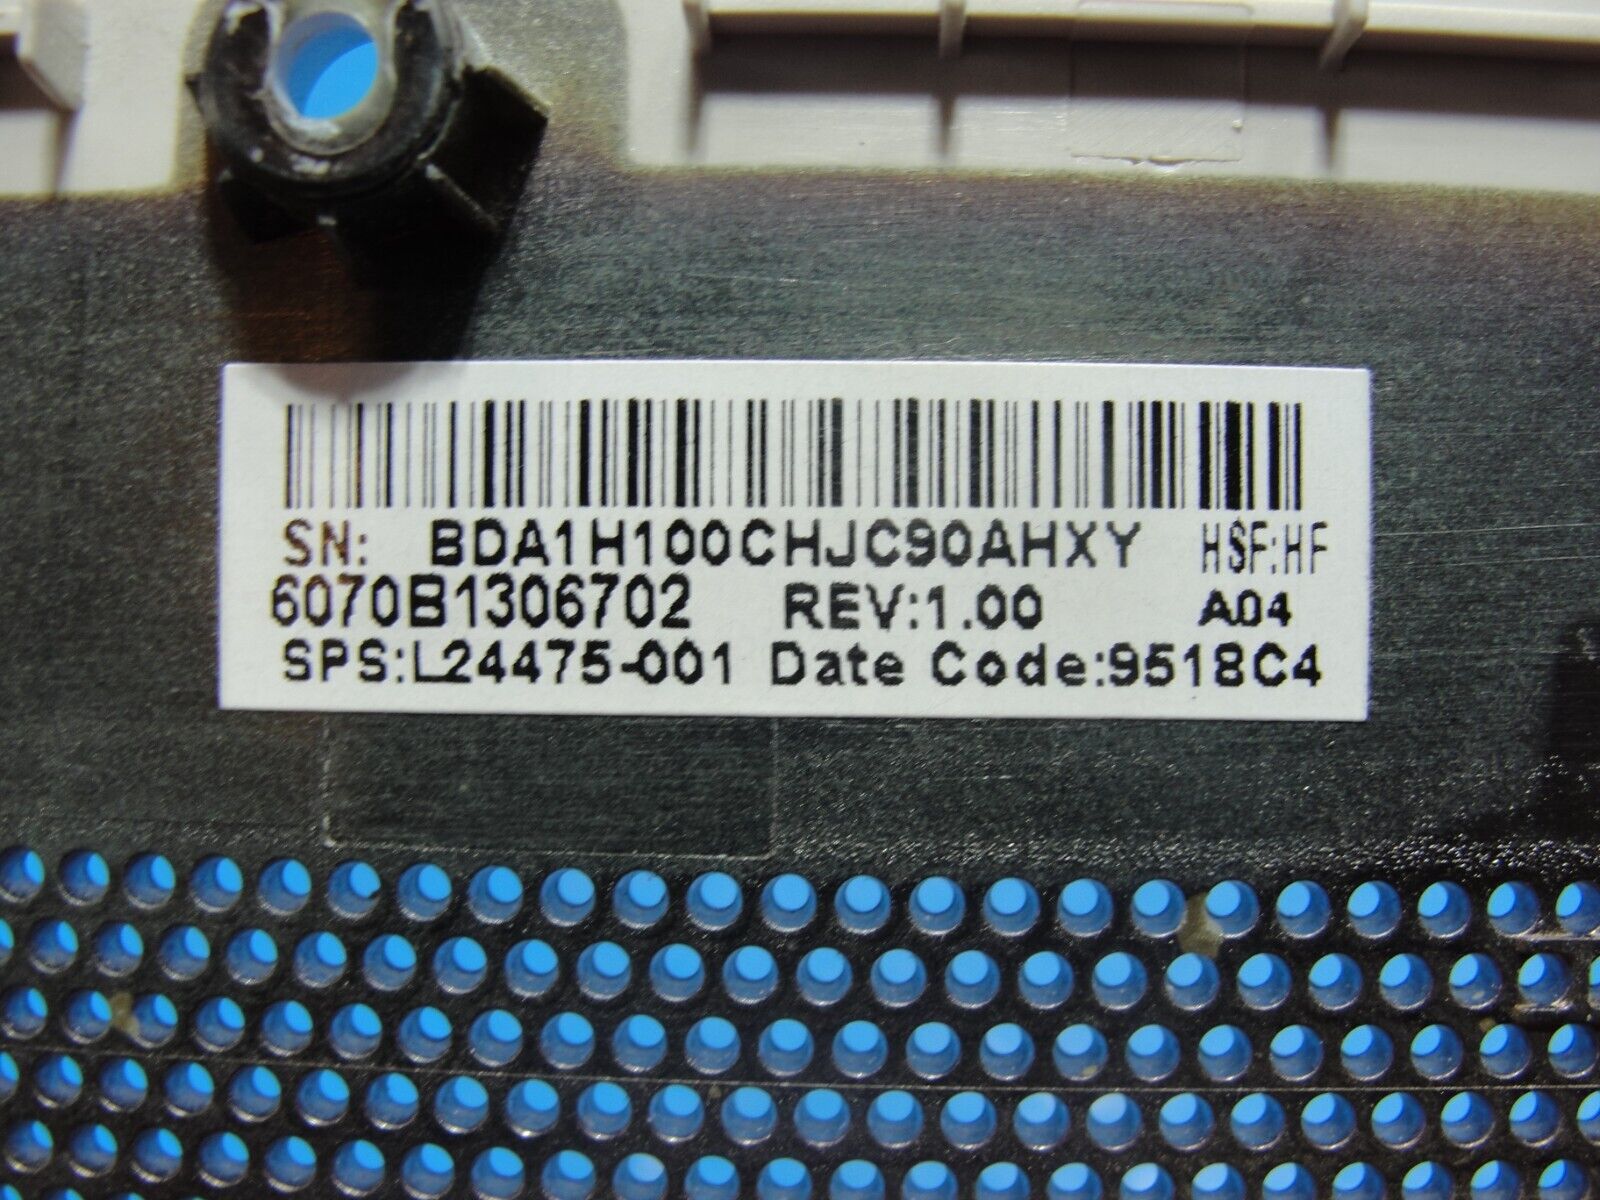 SN: BDA1H100CHJC90AHXY HSF:HF
6070B1306702 REV:1.00 A04
SPS:L24475-001 Date Code:9518C4